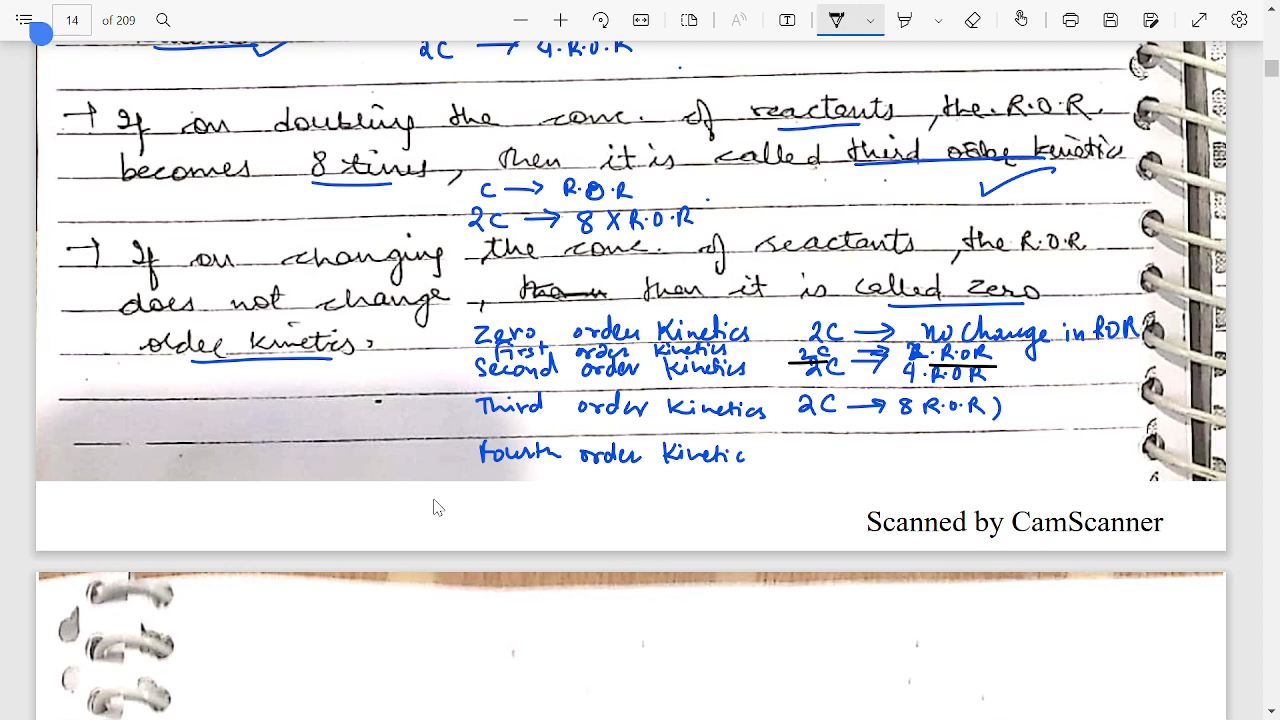 14 of 209
2C → 4.R.O.R
→ If on doubling the conc. of reactants, the R.O.R.
becomes 8 times, then it is called third order kinetics
C → R.O.R
2C → 8 X R.O.R
→ If on changing the conc. of reactants, the R.O.R
does not change, then it is called zero
order kinetics.
Zero order Kinetics 2C → no change in ROR
First order Kinetics 2C → 2.R.OR
Second order Kinetics 2C → 4.R.O.R
Third order Kinetics 2C → 8 R.O.R)
Fourth order Kinetic
Scanned by CamScanner